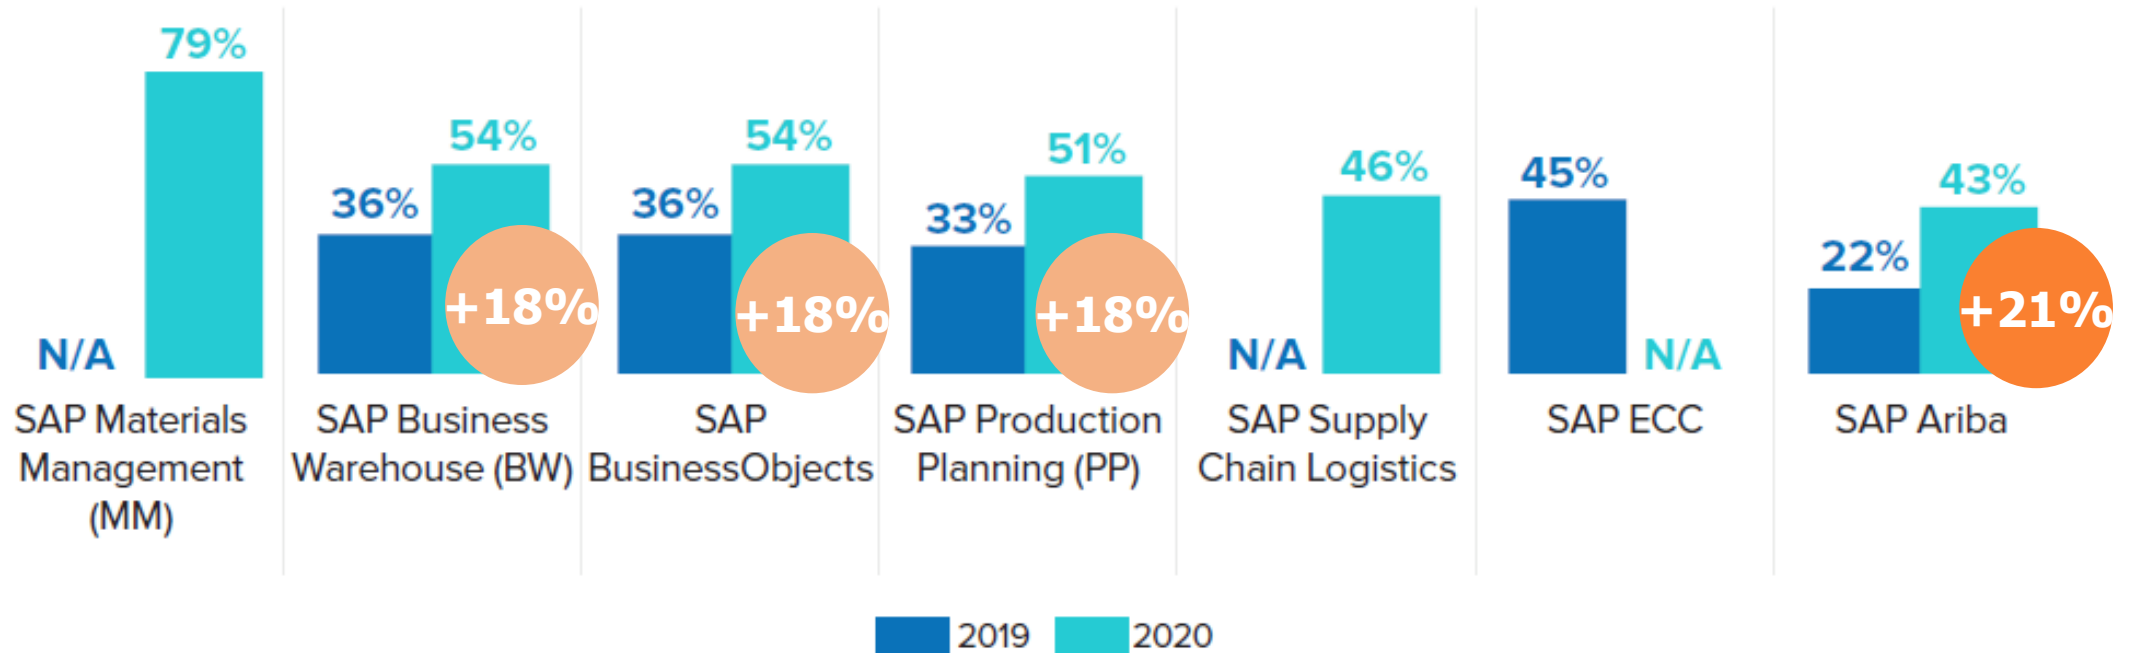 79%
N/A
SAP Materials
Management
(MM)
54%
36%
+18%
SAP Business
Warehouse (BW)
54%
36%
+18%
SAP
BusinessObjects
51%
33%
+18%
SAP Production
Planning (PP)
46%
N/A
SAP Supply
Chain Logistics
45%
N/A
SAP ECC
43%
22%
+21%
SAP Ariba
2019
2020